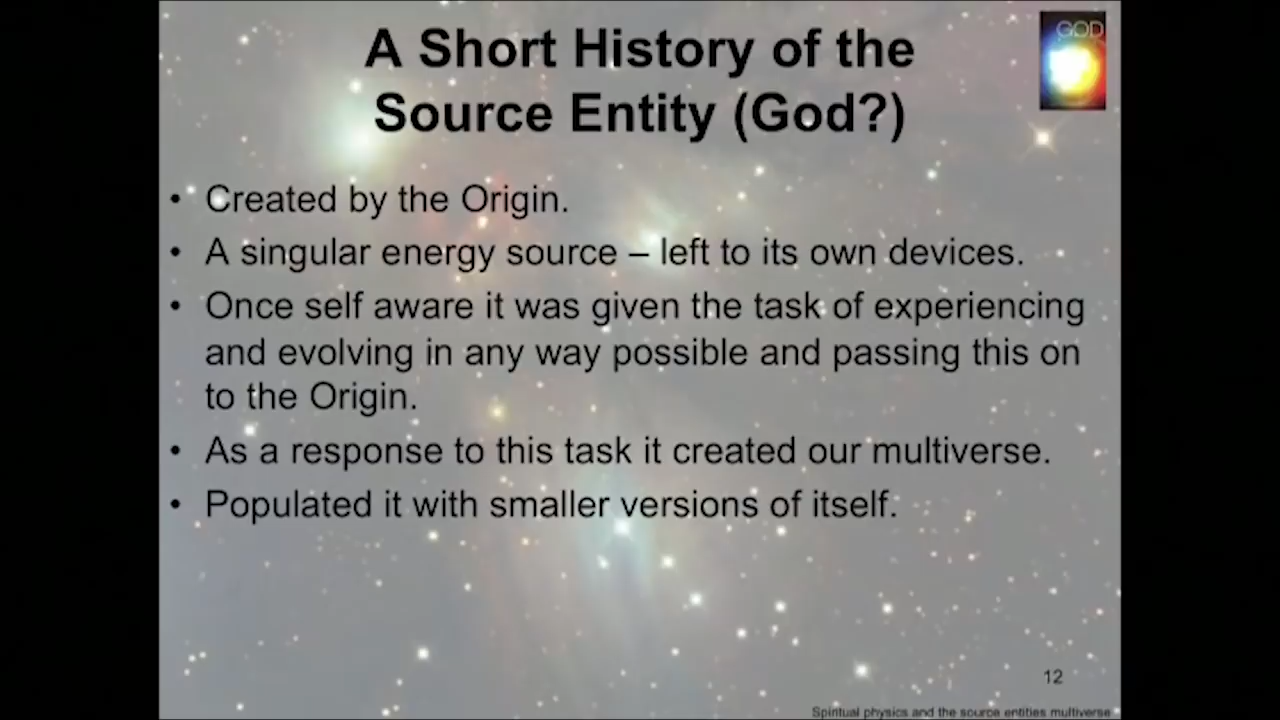 A Short History of the
Source Entity (God?)
GOD
• Created by the Origin.
• A singular energy source – left to its own devices.
• Once self aware it was given the task of experiencing
and evolving in any way possible and passing this on
to the Origin.
• As a response to this task it created our multiverse.
• Populated it with smaller versions of itself.
12
Spiritual physics and the source entities multiverse